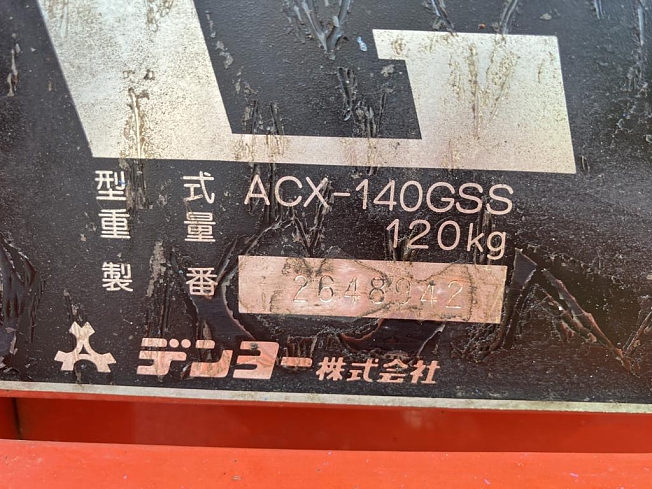 型式 ACX-140GSS
重量 120kg
製番 2648942
デンヨー株式会社